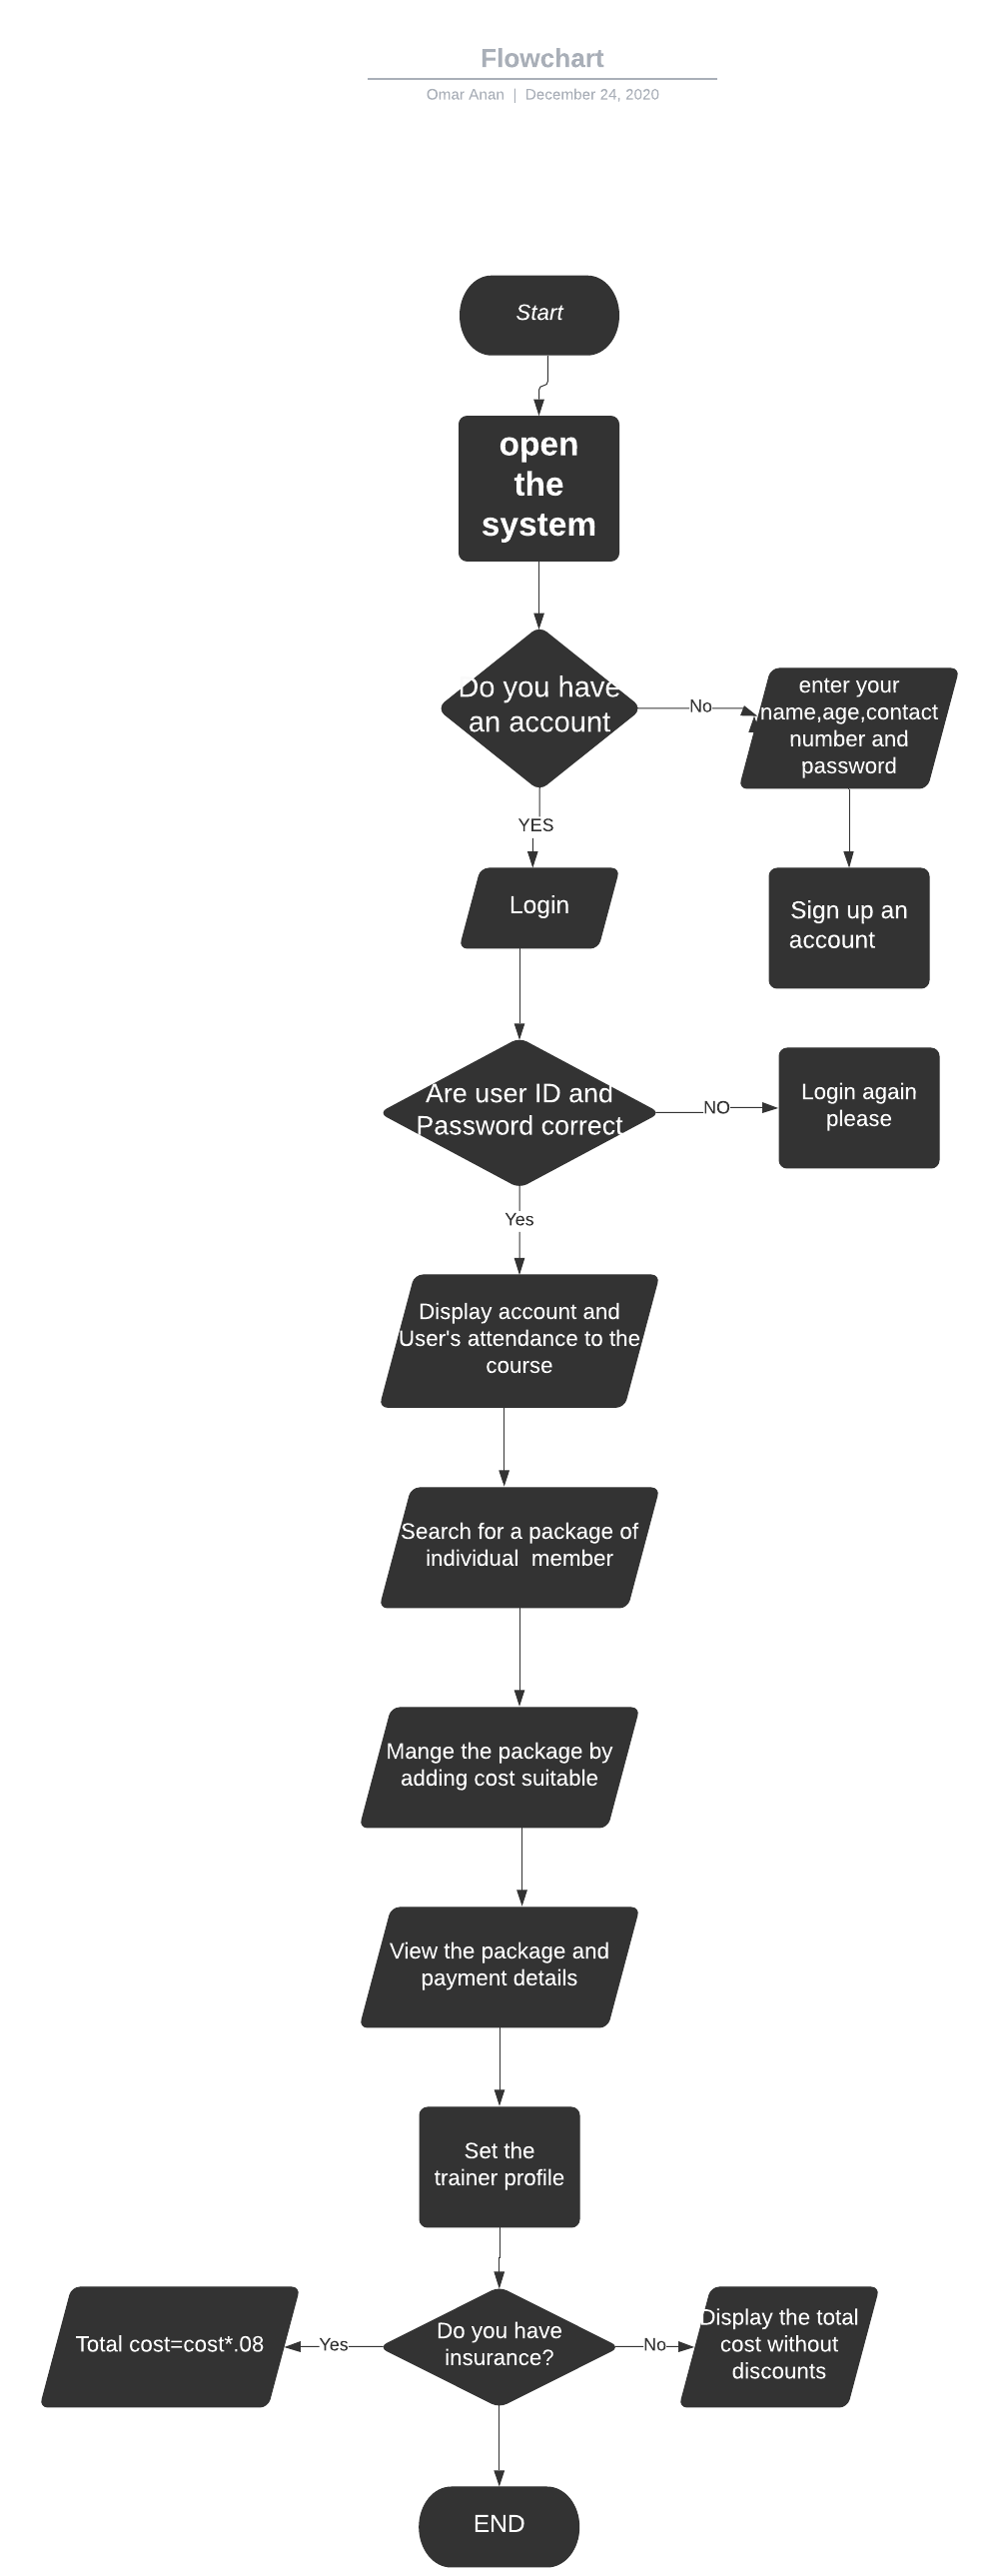 Flowchart
Omar Anan | December 24, 2020
Start
open
the
system
Do you have
an account
No
enter your
name,age,contact
number and
password
YES
Login
Sign up an
account
Are user ID and
Password correct
NO
Login again
please
Yes
Display account and
User's attendance to the
course
Search for a package of
individual  member
Mange the package by
adding cost suitable
View the package and
payment details
Set the
trainer profile
Total cost=cost*.08
Yes
Do you have
insurance?
No
Display the total
cost without
discounts
END